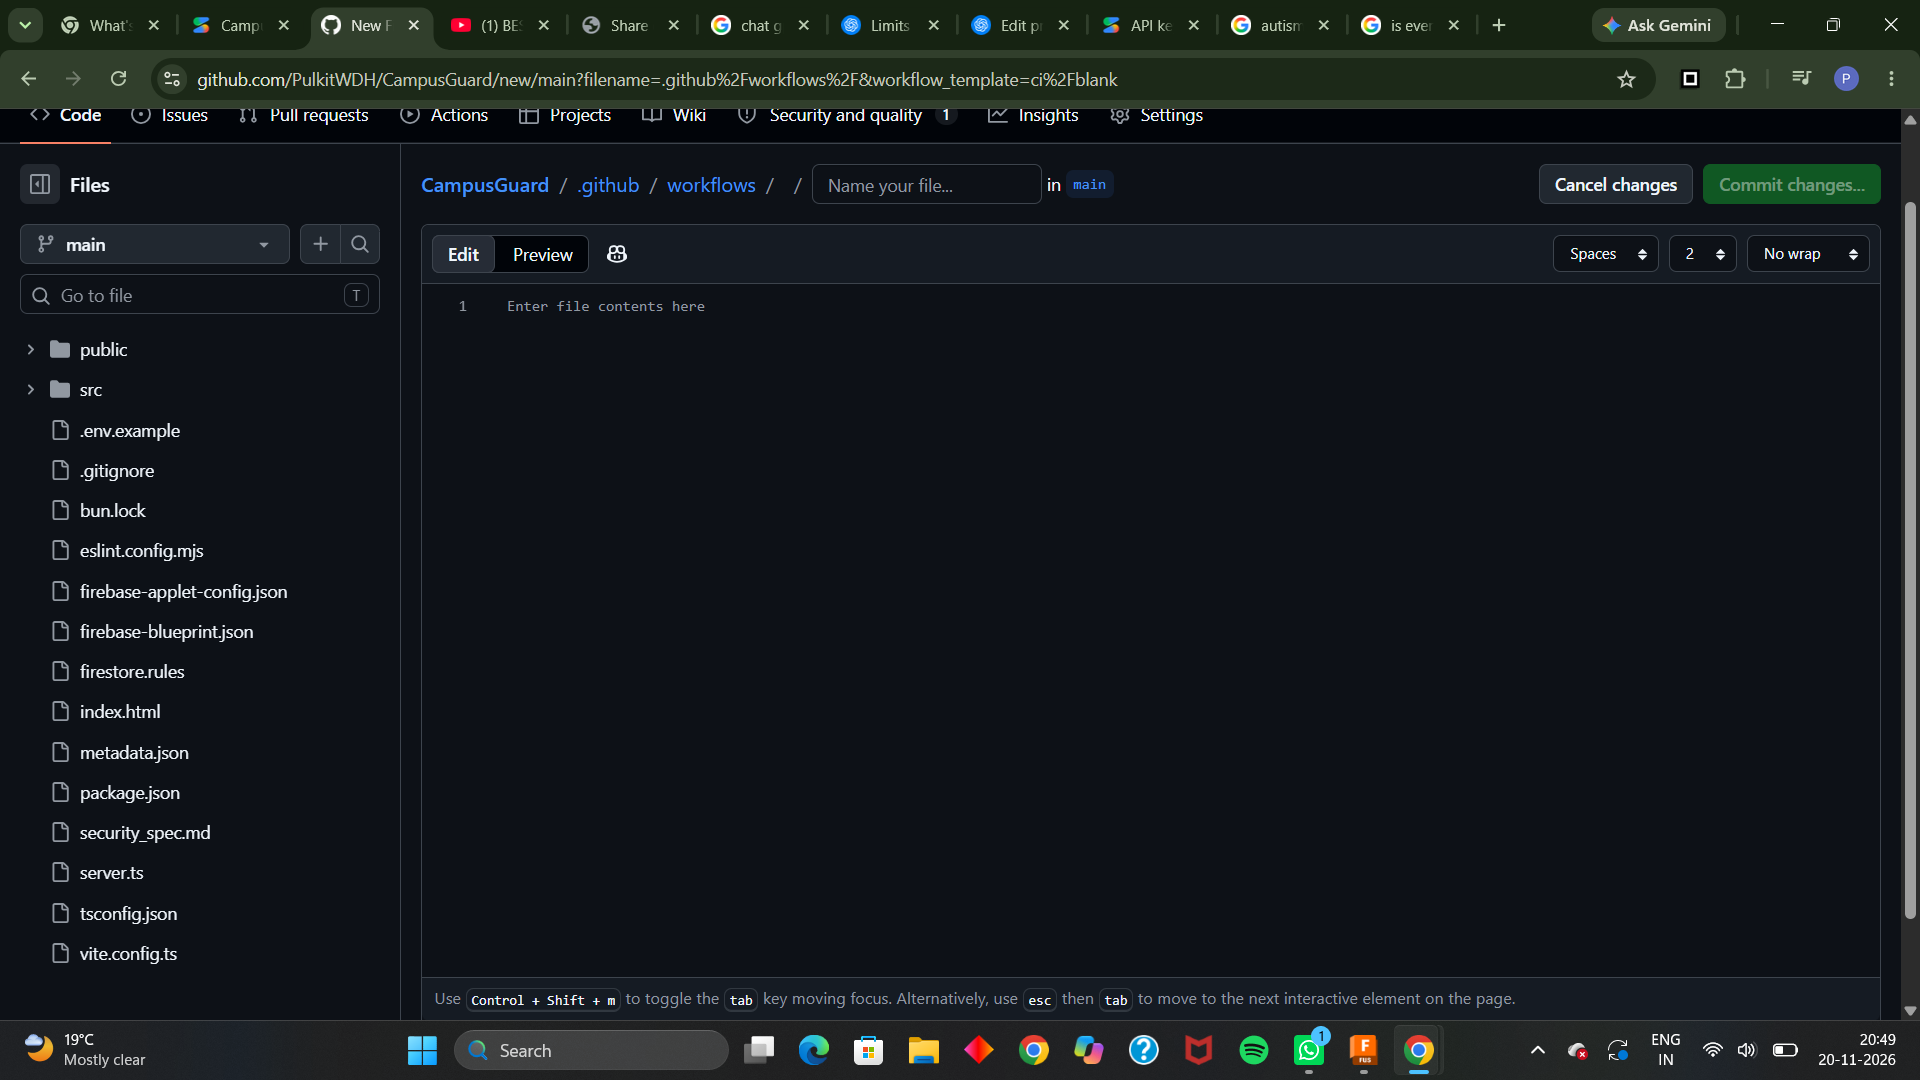 What's
Camp
New F
(1) BES
Share
chat g
Limits
Edit p
API ke
autism
is ever
Ask Gemini
github.com/PulkitWDH/CampusGuard/new/main?filename=.github%2Fworkflows%2F&workflow_template=ci%2Fblank
P
Code
Issues
Pull requests
Actions
Projects
Wiki
Security and quality 1
Insights
Settings
Files
CampusGuard / .github / workflows / / Name your file... in main
Cancel changes
Commit changes...
main
Edit
Preview
Spaces
2
No wrap
Go to file T
1 Enter file contents here
public
src
.env.example
.gitignore
bun.lock
eslint.config.mjs
firebase-applet-config.json
firebase-blueprint.json
firestore.rules
index.html
metadata.json
package.json
security_spec.md
server.ts
tsconfig.json
vite.config.ts
Use Control + Shift + m to toggle the tab key moving focus. Alternatively, use esc then tab to move to the next interactive element on the page.
19°C
Mostly clear
Search
1
F
FUS
ENG
IN
20:49
20-11-2026